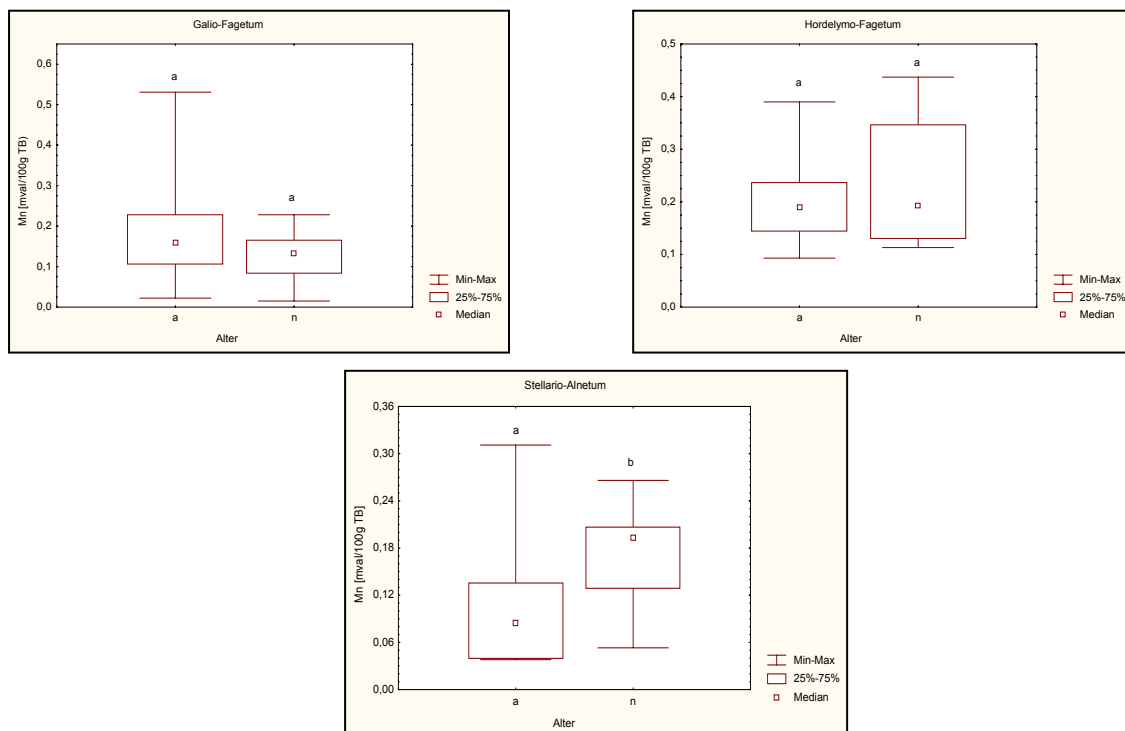 Galio-Fagetum
0,6
0,5
0,4
0,3
0,2
0,1
0,0
Mn [mval/100g TB)
a
a
a
n
Alter
Min-Max
25%-75%
Median
Hordelymo-Fagetum
0,5
0,4
0,3
0,2
0,1
0,0
Mn [mval/100g TB]
a
a
a
n
Alter
Min-Max
25%-75%
Median
Stellario-Alnetum
0,36
0,30
0,24
0,18
0,12
0,06
0,00
Mn [mval/100g TB]
a
b
a
n
Alter
Min-Max
25%-75%
Median